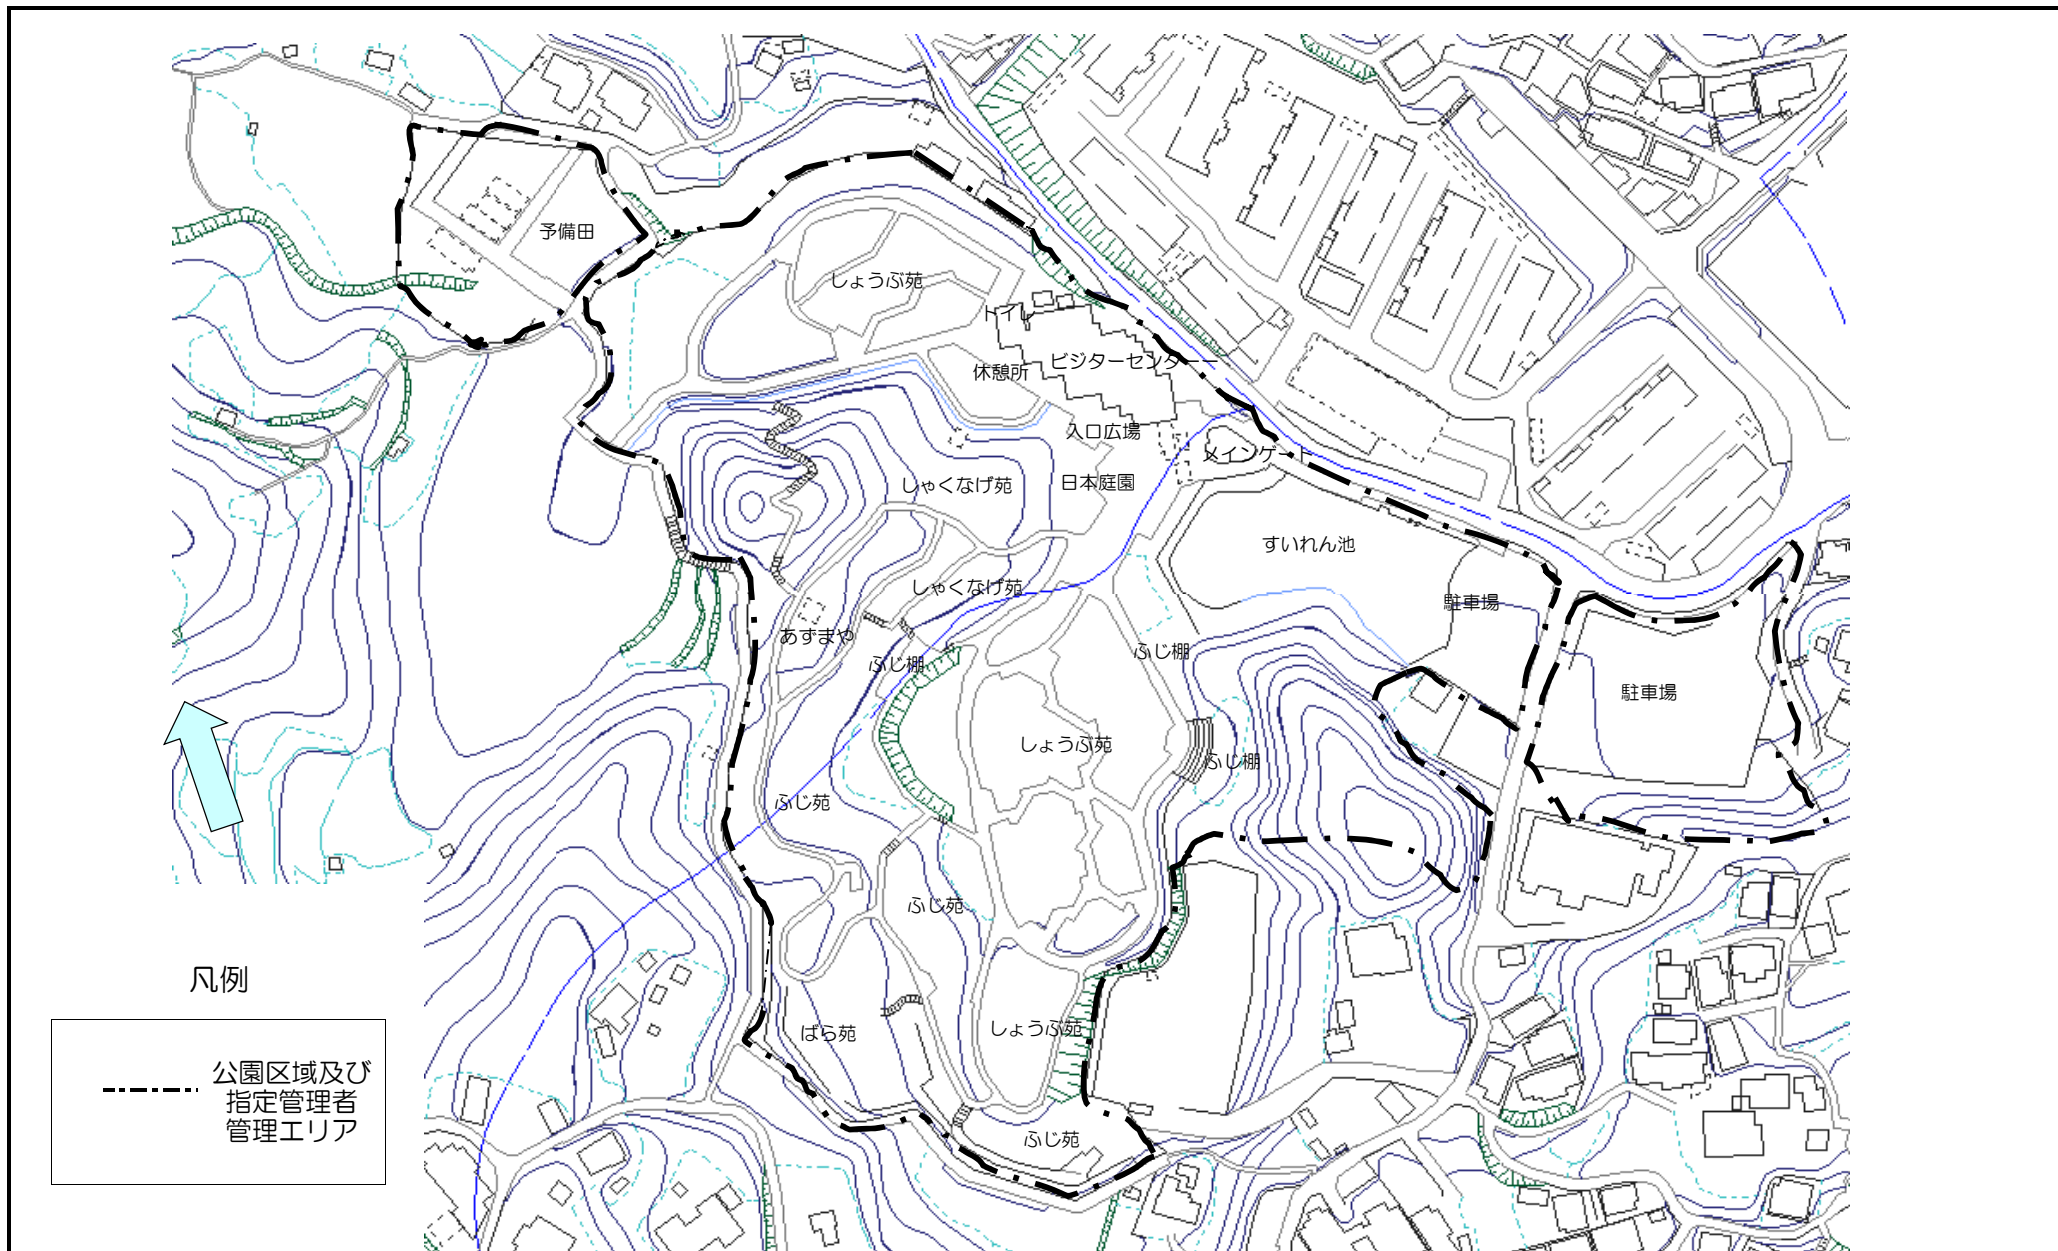 予備田
しょうぶ苑
トイレ
ビジターセンター
休憩所
入口広場
メインゲート
しゃくなげ苑
日本庭園
すいれん池
しゃくなげ苑
駐車場
あずまや
ふじ棚
ふじ棚
駐車場
しょうぶ苑
ふじ棚
ふじ苑
ふじ苑
凡例
ばら苑
しょうぶ苑
公園区域及び
指定管理者
管理エリア
ふじ苑